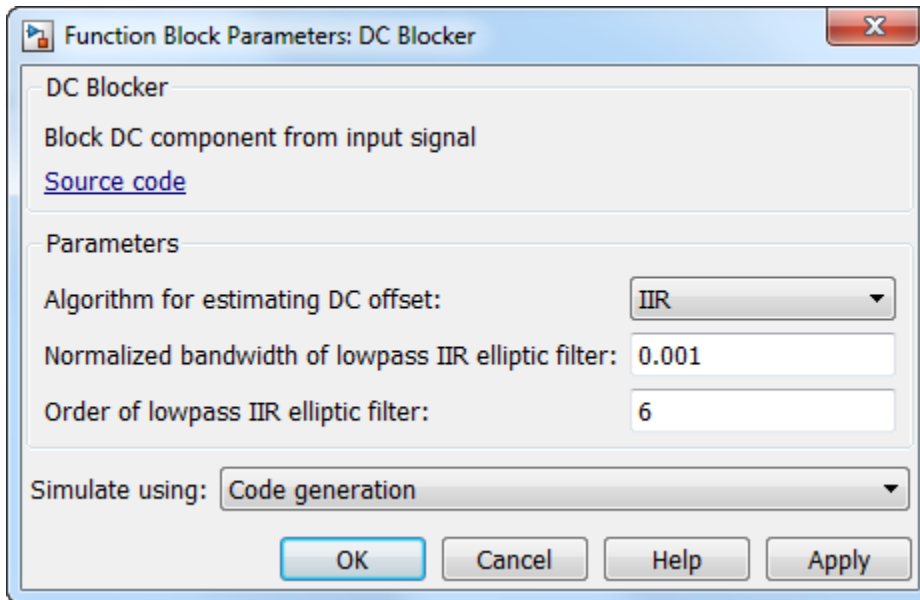 Function Block Parameters: DC Blocker
DC Blocker
Block DC component from input signal
Source code
Parameters
Algorithm for estimating DC offset: IIR
Normalized bandwidth of lowpass IIR elliptic filter: 0.001
Order of lowpass IIR elliptic filter: 6
Simulate using: Code generation
OK Cancel Help Apply